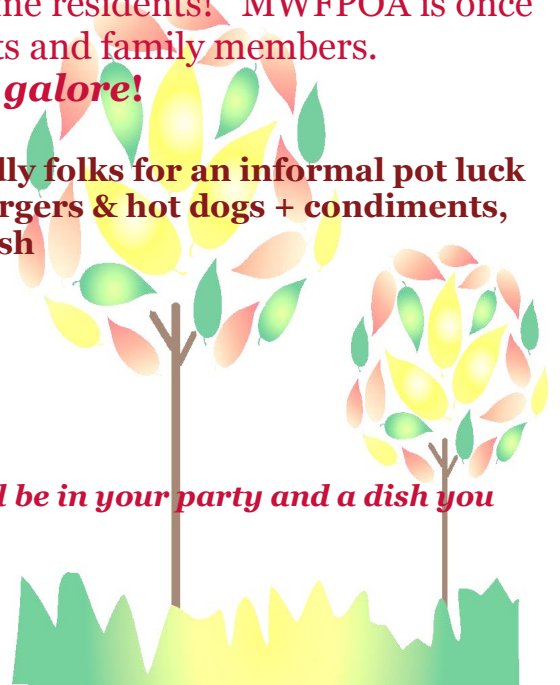 me residents! MWFPOA is once
ts and family members.
galore!
lly folks for an informal pot luck
rgers & hot dogs + condiments,
sh
l be in your party and a dish you